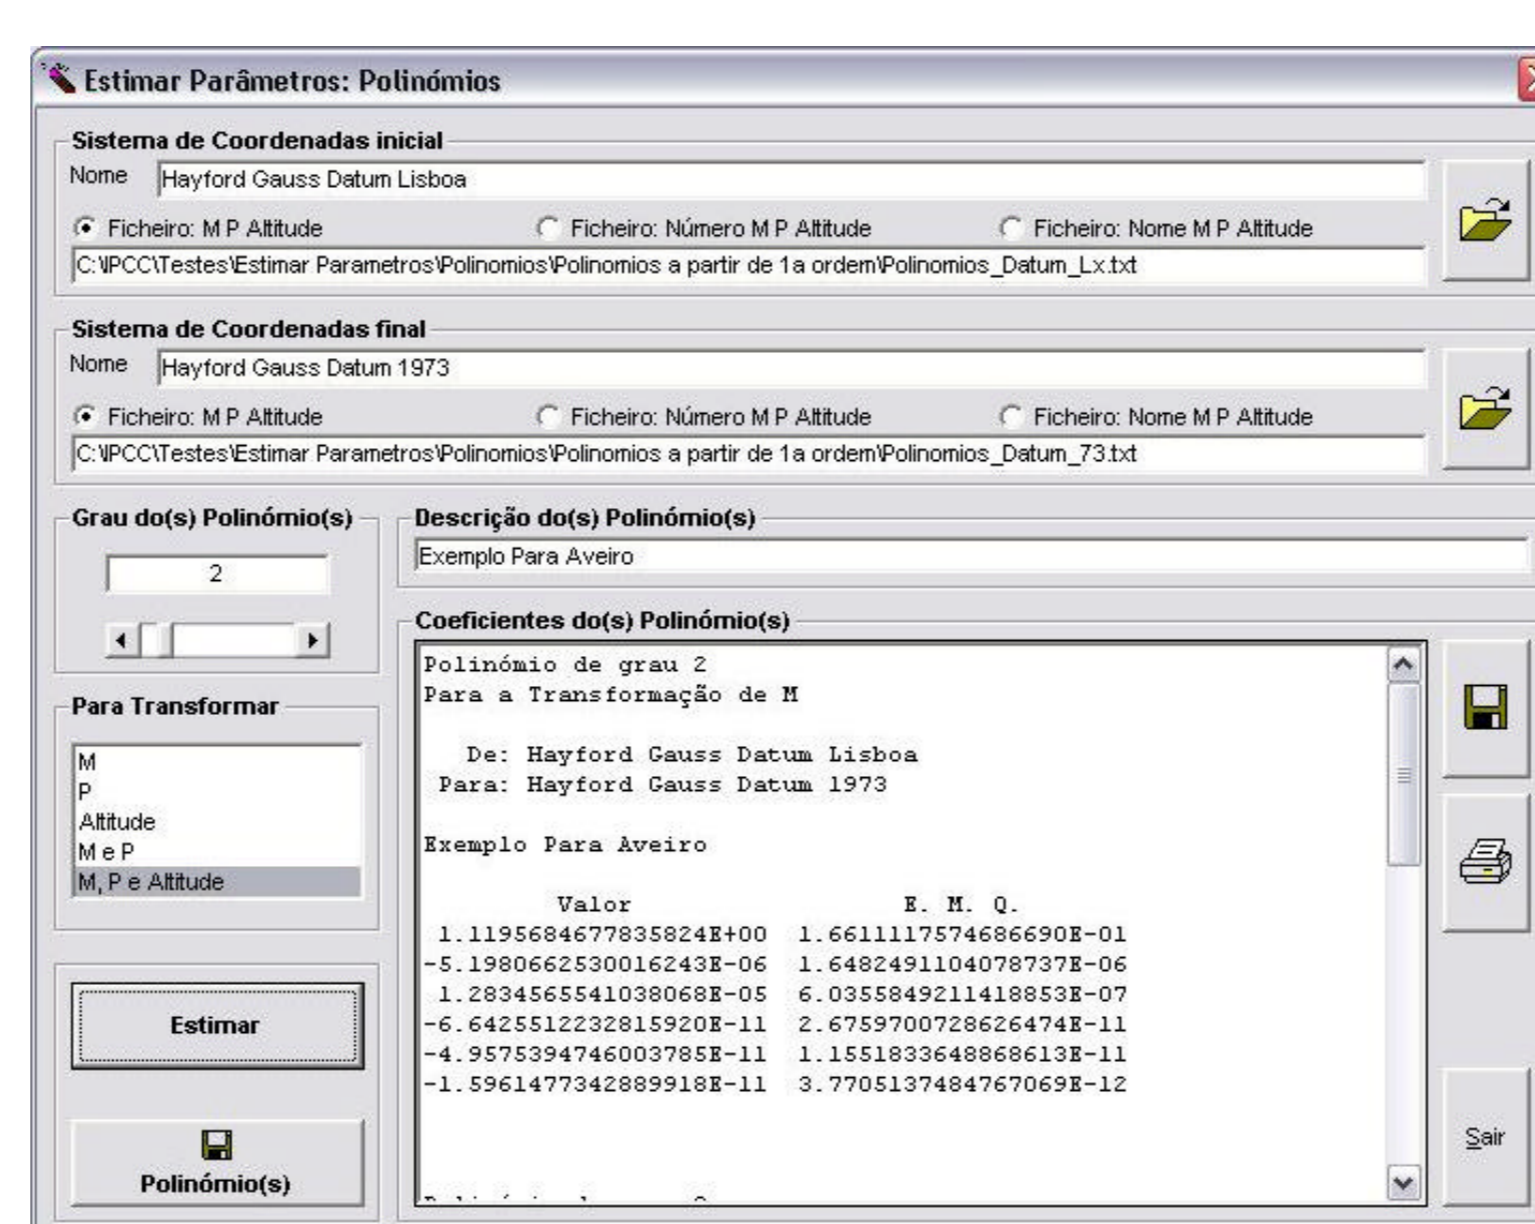 Estimar Parâmetros: Polinómios
Sistema de Coordenadas inicial
Nome Hayford Gauss Datum Lisboa
Ficheiro: M P Altitude Ficheiro: Número M P Altitude Ficheiro: Nome M P Altitude
C:\IPCC\Testes\Estimar Parametros\Polinomios\Polinomios a partir de 1a ordem\Polinomios_Datum_Lx.txt
Sistema de Coordenadas final
Nome Hayford Gauss Datum 1973
Ficheiro: M P Altitude Ficheiro: Número M P Altitude Ficheiro: Nome M P Altitude
C:\IPCC\Testes\Estimar Parametros\Polinomios\Polinomios a partir de 1a ordem\Polinomios_Datum_73.txt
Grau do(s) Polinómio(s)
2
Descrição do(s) Polinómio(s)
Exemplo Para Aveiro
Para Transformar
M
P
Altitude
M e P
M, P e Altitude
Estimar
Polinómio(s)
Coeficientes do(s) Polinómio(s)
Polinómio de grau 2
Para a Transformação de M
De: Hayford Gauss Datum Lisboa
Para: Hayford Gauss Datum 1973
Exemplo Para Aveiro
Valor E. M. Q.
1.1195684677835824E+00 1.6611117574686690E-01
-5.1980662530016243E-06 1.6482491104078737E-06
1.2834565541038068E-05 6.0355849211418853E-07
-6.6425512232815920E-11 2.6759700728626474E-11
-4.9575394746003785E-11 1.1551833648868613E-11
-1.5961477342889918E-11 3.7705137484767069E-12
Sair